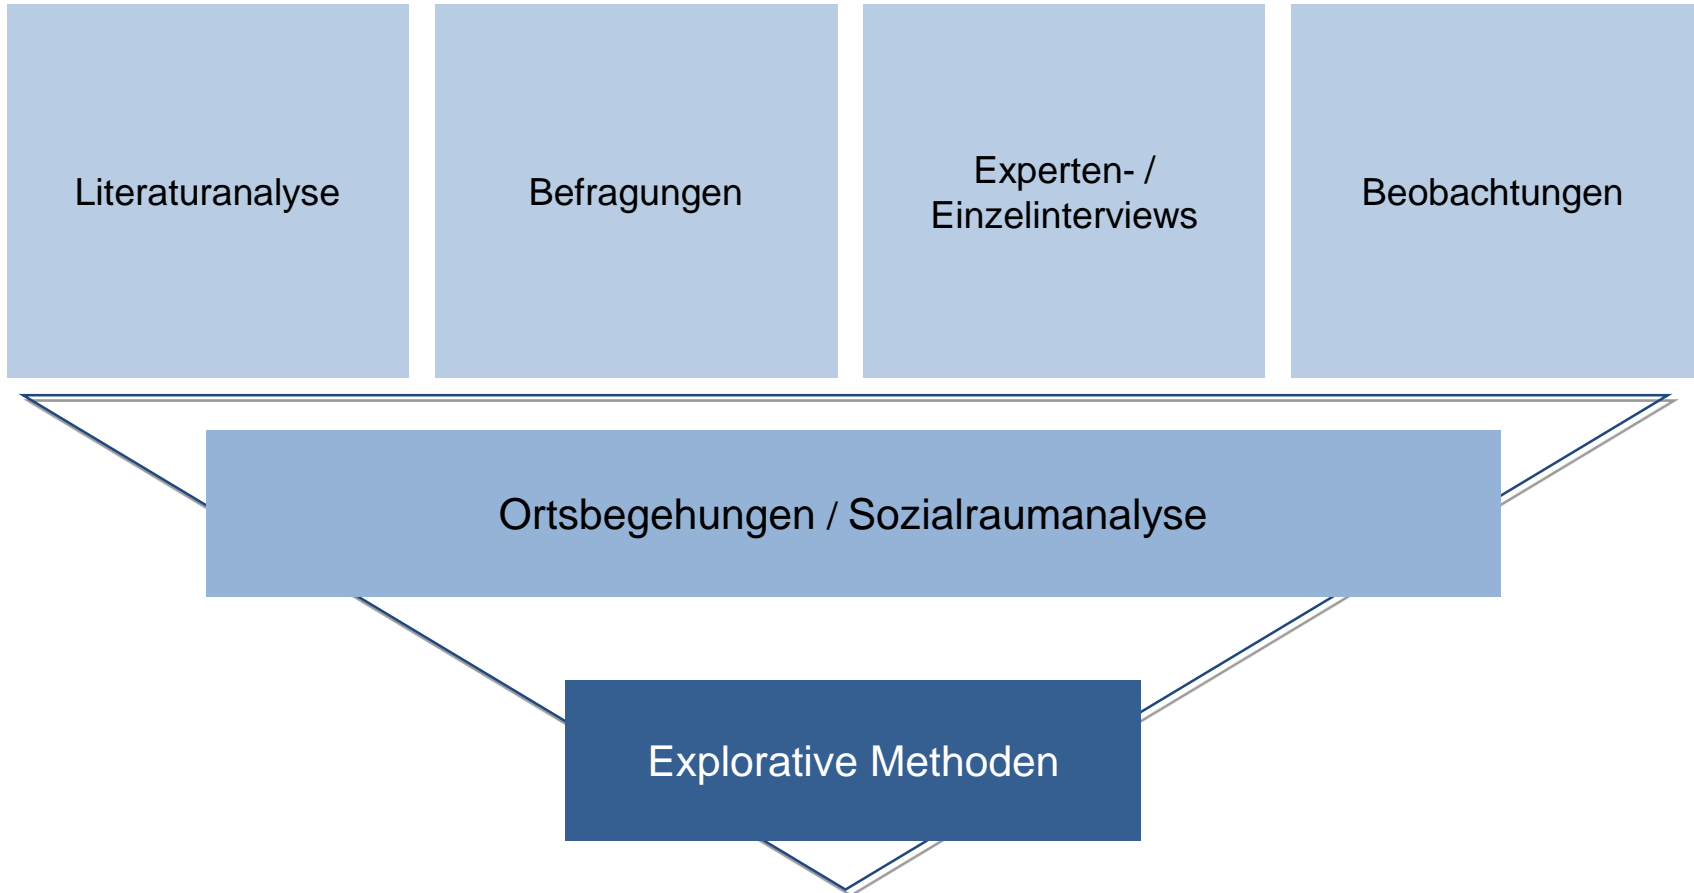 Literaturanalyse
Befragungen
Experten- /
Einzelinterviews
Beobachtungen
Ortsbegehungen / Sozialraumanalyse
Explorative Methoden